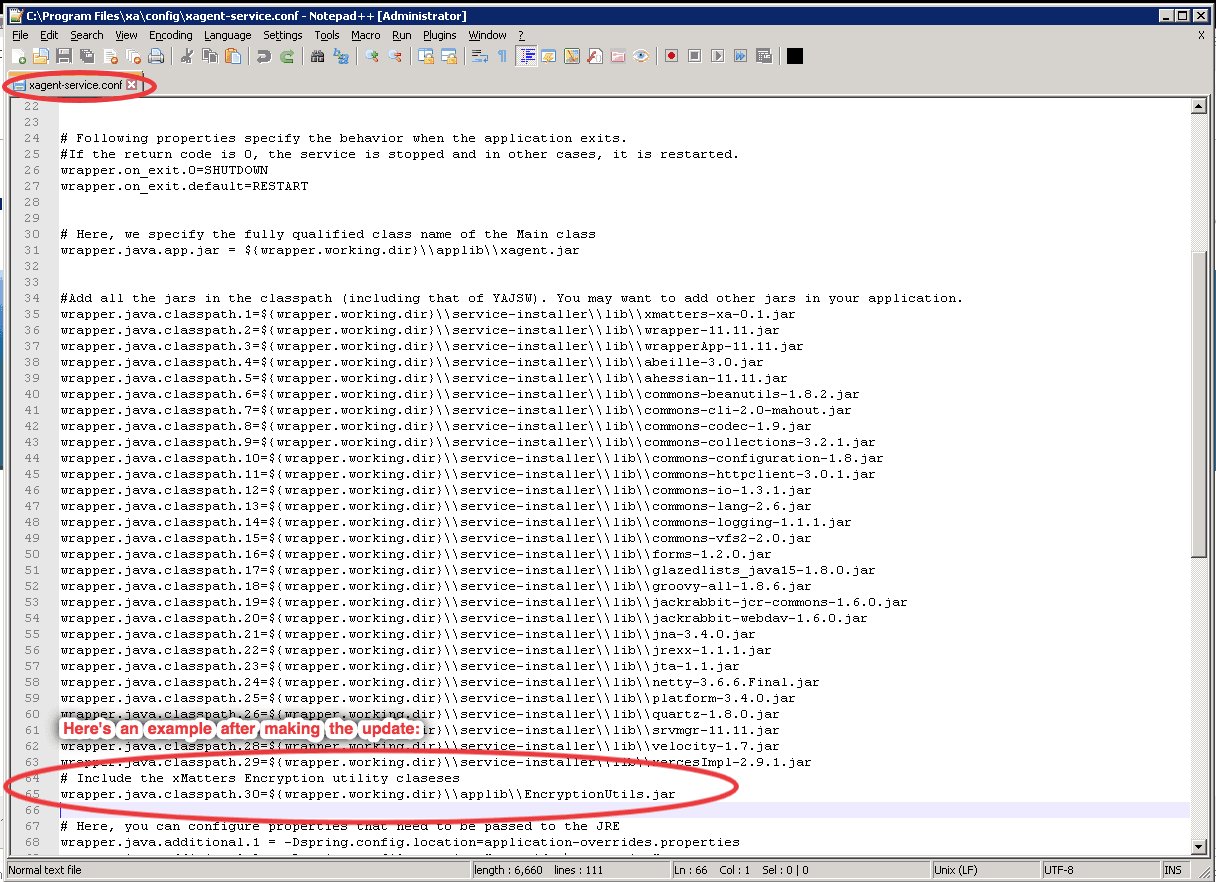 C:\Program Files\xa\config\xagent-service.conf - Notepad++ [Administrator]
File Edit Search View Encoding Language Settings Tools Macro Run Plugins Window ? X
xagent-service.conf
22
23
24 # Following properties specify the behavior when the application exits.
25 #If the return code is 0, the service is stopped and in other cases, it is restarted.
26 wrapper.on_exit.0=SHUTDOWN
27 wrapper.on_exit.default=RESTART
28
29
30 # Here, we specify the fully qualified class name of the Main class
31 wrapper.java.app.jar = ${wrapper.working.dir}\\applib\\xagent.jar
32
33
34 #Add all the jars in the classpath (including that of YAJSW). You may want to add other jars in your application.
35 wrapper.java.classpath.1=${wrapper.working.dir}\\service-installer\\lib\\xmatters-xa-0.1.jar
36 wrapper.java.classpath.2=${wrapper.working.dir}\\service-installer\\lib\\wrapper-11.11.jar
37 wrapper.java.classpath.3=${wrapper.working.dir}\\service-installer\\lib\\wrapperApp-11.11.jar
38 wrapper.java.classpath.4=${wrapper.working.dir}\\service-installer\\lib\\abeille-3.0.jar
39 wrapper.java.classpath.5=${wrapper.working.dir}\\service-installer\\lib\\ahessian-11.11.jar
40 wrapper.java.classpath.6=${wrapper.working.dir}\\service-installer\\lib\\commons-beanutils-1.8.2.jar
41 wrapper.java.classpath.7=${wrapper.working.dir}\\service-installer\\lib\\commons-cli-2.0-mahout.jar
42 wrapper.java.classpath.8=${wrapper.working.dir}\\service-installer\\lib\\commons-codec-1.9.jar
43 wrapper.java.classpath.9=${wrapper.working.dir}\\service-installer\\lib\\commons-collections-3.2.1.jar
44 wrapper.java.classpath.10=${wrapper.working.dir}\\service-installer\\lib\\commons-configuration-1.8.jar
45 wrapper.java.classpath.11=${wrapper.working.dir}\\service-installer\\lib\\commons-httpclient-3.0.1.jar
46 wrapper.java.classpath.12=${wrapper.working.dir}\\service-installer\\lib\\commons-io-1.3.1.jar
47 wrapper.java.classpath.13=${wrapper.working.dir}\\service-installer\\lib\\commons-lang-2.6.jar
48 wrapper.java.classpath.14=${wrapper.working.dir}\\service-installer\\lib\\commons-logging-1.1.1.jar
49 wrapper.java.classpath.15=${wrapper.working.dir}\\service-installer\\lib\\commons-vfs2-2.0.jar
50 wrapper.java.classpath.16=${wrapper.working.dir}\\service-installer\\lib\\forms-1.2.0.jar
51 wrapper.java.classpath.17=${wrapper.working.dir}\\service-installer\\lib\\glazedlists_java15-1.8.0.jar
52 wrapper.java.classpath.18=${wrapper.working.dir}\\service-installer\\lib\\groovy-all-1.8.6.jar
53 wrapper.java.classpath.19=${wrapper.working.dir}\\service-installer\\lib\\jackrabbit-jcr-commons-1.6.0.jar
54 wrapper.java.classpath.20=${wrapper.working.dir}\\service-installer\\lib\\jackrabbit-webdav-1.6.0.jar
55 wrapper.java.classpath.21=${wrapper.working.dir}\\service-installer\\lib\\jna-3.4.0.jar
56 wrapper.java.classpath.22=${wrapper.working.dir}\\service-installer\\lib\\jrexx-1.1.1.jar
57 wrapper.java.classpath.23=${wrapper.working.dir}\\service-installer\\lib\\jta-1.1.jar
58 wrapper.java.classpath.24=${wrapper.working.dir}\\service-installer\\lib\\netty-3.6.6.Final.jar
59 wrapper.java.classpath.25=${wrapper.working.dir}\\service-installer\\lib\\platform-3.4.0.jar
60 wrapper.java.classpath.26=${wrapper.working.dir}\\service-installer\\lib\\quartz-1.8.0.jar
Here's an example after making the update:
61 ir}\\service-installer\\lib\\srvmgr-11.11.jar
62 wrapper.java.classpath.28=${wrapper.working.dir}\\service-installer\\lib\\velocity-1.7.jar
63 wrapper.java.classpath.29=${wrapper.working.dir}\\service-installer\\lib\\xercesImpl-2.9.1.jar
64 # Include the xMatters Encryption utility claseses
65 wrapper.java.classpath.30=${wrapper.working.dir}\\applib\\EncryptionUtils.jar
66
67 # Here, you can configure properties that need to be passed to the JRE
68 wrapper.java.additional.1 = -Dspring.config.location=application-overrides.properties
Normal text file length : 6,660 lines : 111 Ln : 66 Col : 1 Sel : 0 | 0 Unix (LF) UTF-8 INS